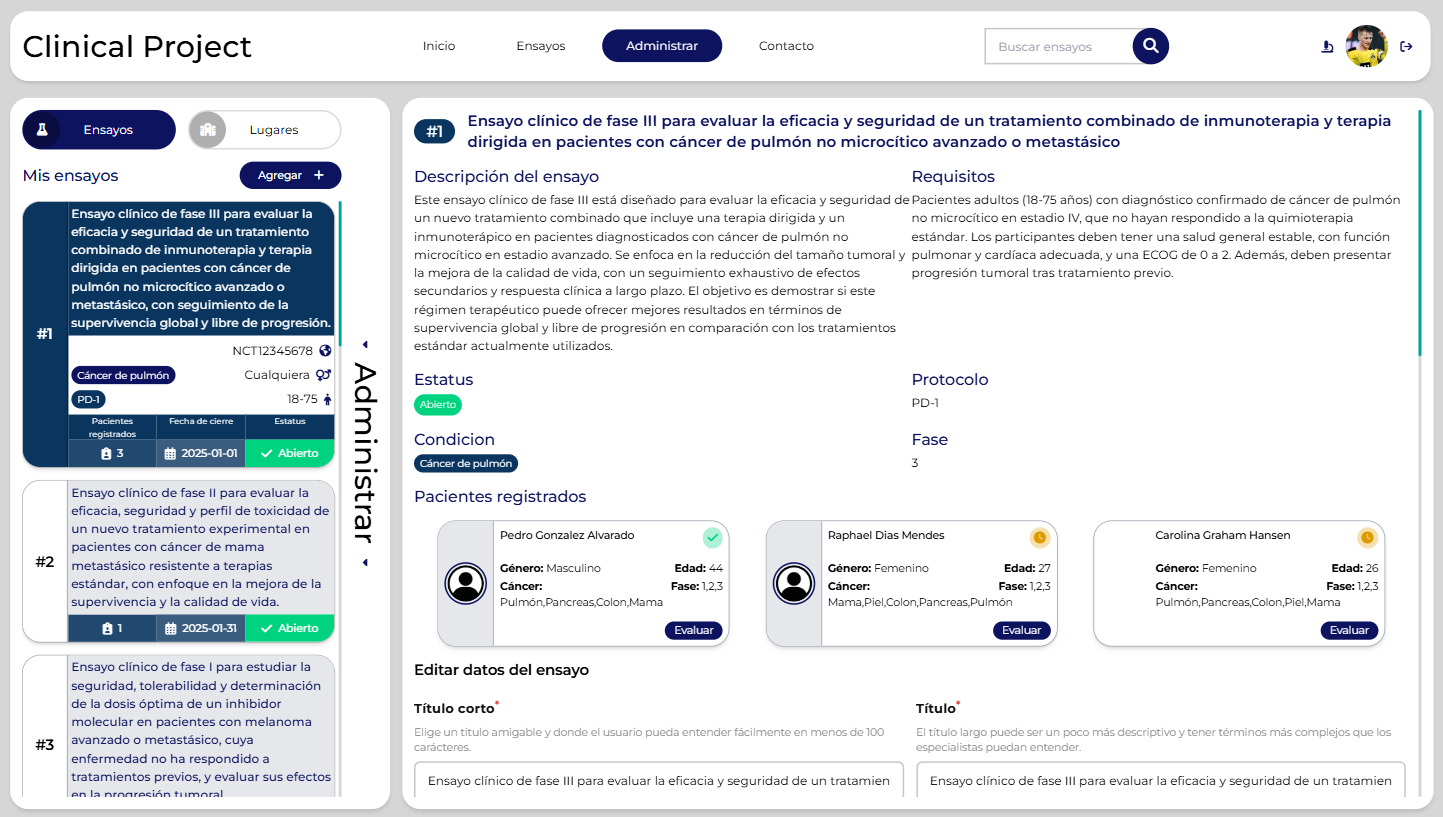 Clinical Project
Inicio
Ensayos
Administrar
Contacto
Buscar ensayos
Ensayos
Lugares
Mis ensayos
Agregar +
#1
Ensayo clínico de fase III para evaluar la
eficacia y seguridad de un tratamiento
combinado de inmunoterapia y terapia
dirigida en pacientes con cáncer de
pulmón no microcítico avanzado o
metastásico, con seguimiento de la
supervivencia global y libre de progresión.
NCT12345678
Cáncer de pulmón
Cualquiera
PD-1
18-75
Pacientes
registrados
Fecha de cierre
Estatus
3
2025-01-01
Abierto
#2
Ensayo clínico de fase II para evaluar la
eficacia, seguridad y perfil de toxicidad de
un nuevo tratamiento experimental en
pacientes con cáncer de mama
metastásico resistente a terapias
estándar, con enfoque en la mejora de la
supervivencia y la calidad de vida.
1
2025-01-31
Abierto
#3
Ensayo clínico de fase I para estudiar la
seguridad, tolerabilidad y determinación
de la dosis óptima de un inhibidor
molecular en pacientes con melanoma
avanzado o metastásico, cuya
enfermedad no ha respondido a
tratamientos previos, y evaluar sus efectos
en la progresión tumoral.
Administrar
#1
Ensayo clínico de fase III para evaluar la eficacia y seguridad de un tratamiento combinado de inmunoterapia y terapia
dirigida en pacientes con cáncer de pulmón no microcítico avanzado o metastásico
Descripción del ensayo
Este ensayo clínico de fase III está diseñado para evaluar la eficacia y seguridad de
un nuevo tratamiento combinado que incluye una terapia dirigida y un
inmunoterápico en pacientes diagnosticados con cáncer de pulmón no
microcítico en estadio avanzado. Se enfoca en la reducción del tamaño tumoral y
la mejora de la calidad de vida, con un seguimiento exhaustivo de efectos
secundarios y respuesta clínica a largo plazo. El objetivo es demostrar si este
régimen terapéutico puede ofrecer mejores resultados en términos de
supervivencia global y libre de progresión en comparación con los tratamientos
estándar actualmente utilizados.
Requisitos
Pacientes adultos (18-75 años) con diagnóstico confirmado de cáncer de pulmón
no microcítico en estadio IV, que no hayan respondido a la quimioterapia
estándar. Los participantes deben tener una salud general estable, con función
pulmonar y cardíaca adecuada, y una ECOG de 0 a 2. Además, deben presentar
progresión tumoral tras tratamiento previo.
Estatus
Abierto
Protocolo
PD-1
Condicion
Cáncer de pulmón
Fase
3
Pacientes registrados
Pedro Gonzalez Alvarado
Género: Masculino
Edad: 44
Cáncer:
Fase: 1,2,3
Pulmón,Pancreas,Colon,Mama
Evaluar
Raphael Dias Mendes
Género: Femenino
Edad: 27
Cáncer:
Fase: 1,2,3
Mama,Piel,Colon,Pancreas,Pulmón
Evaluar
Carolina Graham Hansen
Género: Femenino
Edad: 26
Cáncer:
Fase: 1,2,3
Pulmón,Pancreas,Colon,Piel,Mama
Evaluar
Editar datos del ensayo
Título corto*
Elige un título amigable y donde el usuario pueda entender fácilmente en menos de 100
carácteres.
Ensayo clínico de fase III para evaluar la eficacia y seguridad de un tratamien
Título*
El título largo puede ser un poco más descriptivo y tener términos más complejos que los
especialistas puedan entender.
Ensayo clínico de fase III para evaluar la eficacia y seguridad de un tratamien